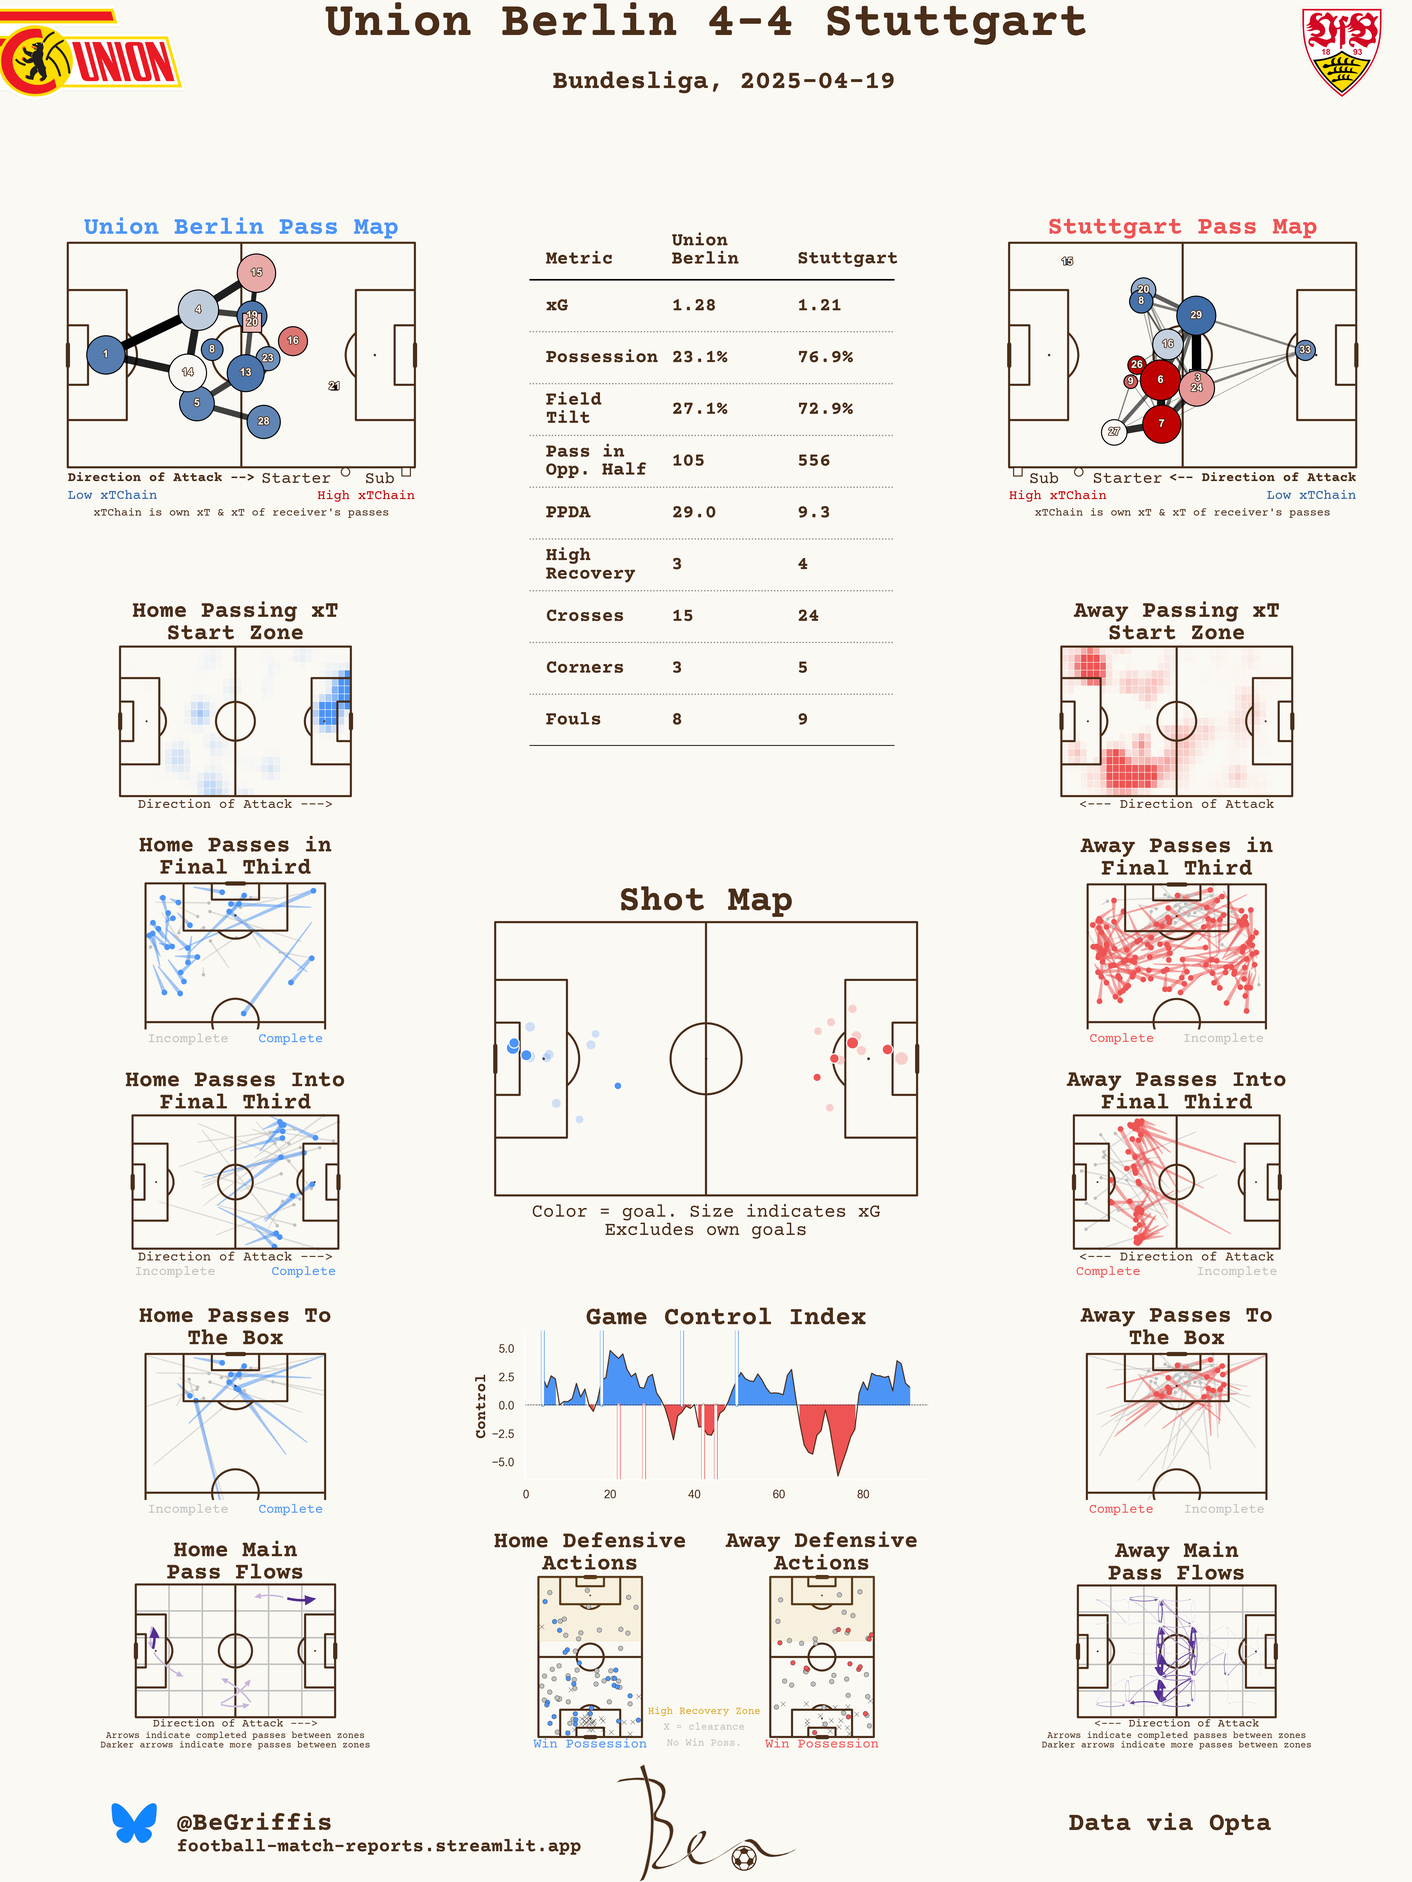 Union Berlin 4-4 Stuttgart
Bundesliga, 2025-04-19
UNION
VfB
18 93
Union Berlin Pass Map
15
4
19
20
1
8
16
23
14
13
21
5
28
Direction of Attack --> Starter Sub
Low xTChain High xTChain
xTChain is own xT & xT of receiver's passes
Metric Union Berlin Stuttgart
xG 1.28 1.21
Possession 23.1% 76.9%
Field Tilt 27.1% 72.9%
Pass in Opp. Half 105 556
PPDA 29.0 9.3
High Recovery 3 4
Crosses 15 24
Corners 3 5
Fouls 8 9
Stuttgart Pass Map
15
20
8
29
16
33
26
9
6
3
24
27
7
Sub Starter <-- Direction of Attack
High xTChain Low xTChain
xTChain is own xT & xT of receiver's passes
Home Passing xT
Start Zone
Direction of Attack --->
Away Passing xT
Start Zone
<--- Direction of Attack
Home Passes in
Final Third
Incomplete Complete
Away Passes in
Final Third
Complete Incomplete
Shot Map
Color = goal. Size indicates xG
Excludes own goals
Home Passes Into
Final Third
Direction of Attack --->
Incomplete Complete
Away Passes Into
Final Third
<--- Direction of Attack
Complete Incomplete
Home Passes To
The Box
Incomplete Complete
Game Control Index
Control
5.0
2.5
0.0
−2.5
−5.0
0 20 40 60 80
Away Passes To
The Box
Complete Incomplete
Home Main
Pass Flows
Direction of Attack --->
Arrows indicate completed passes between zones
Darker arrows indicate more passes between zones
Home Defensive
Actions
Win Possession
High Recovery Zone
X = clearance
No Win Poss.
Away Defensive
Actions
Win Possession
Away Main
Pass Flows
<--- Direction of Attack
Arrows indicate completed passes between zones
Darker arrows indicate more passes between zones
@BeGriffis
football-match-reports.streamlit.app
Ben
Data via Opta